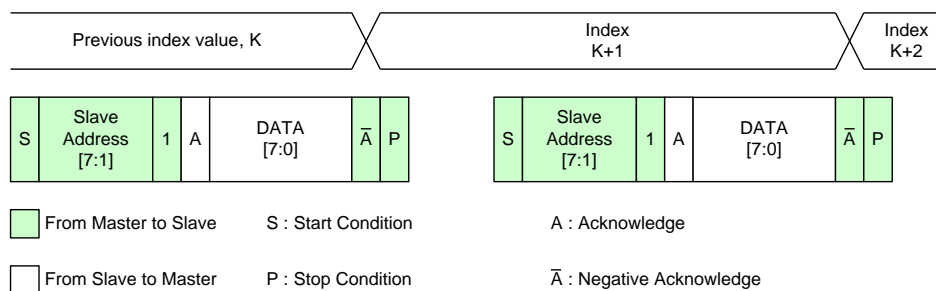 Previous index value, K
Index
K+1
Index
K+2
S
Slave
Address
[7:1]
1
A
DATA
[7:0]
A̅
P
S
Slave
Address
[7:1]
1
A
DATA
[7:0]
A̅
P
From Master to Slave
S : Start Condition
A : Acknowledge
From Slave to Master
P : Stop Condition
A̅ : Negative Acknowledge